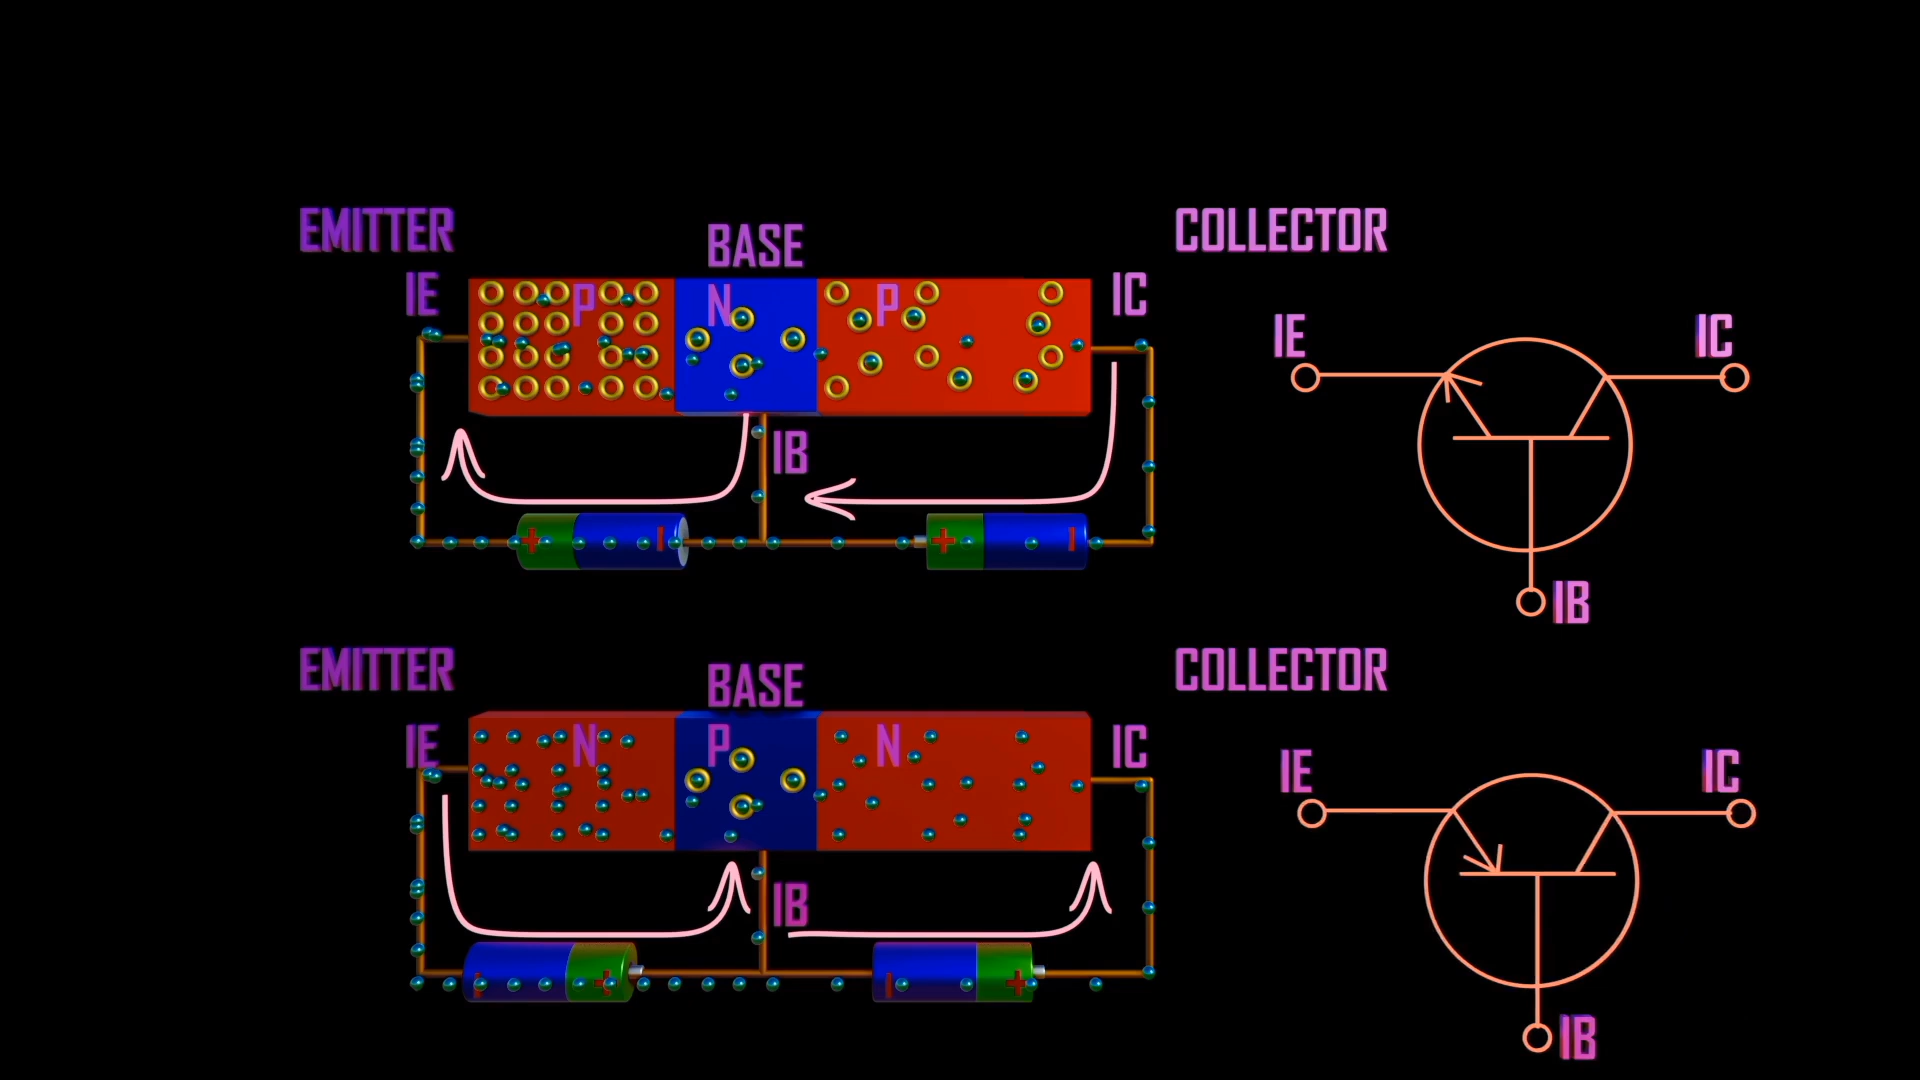 EMITTER
BASE
COLLECTOR
IE
P
N
P
IC
IB
+
-
+
-
IE
IC
IB
EMITTER
BASE
COLLECTOR
IE
N
P
N
IC
IB
-
+
-
+
IE
IC
IB